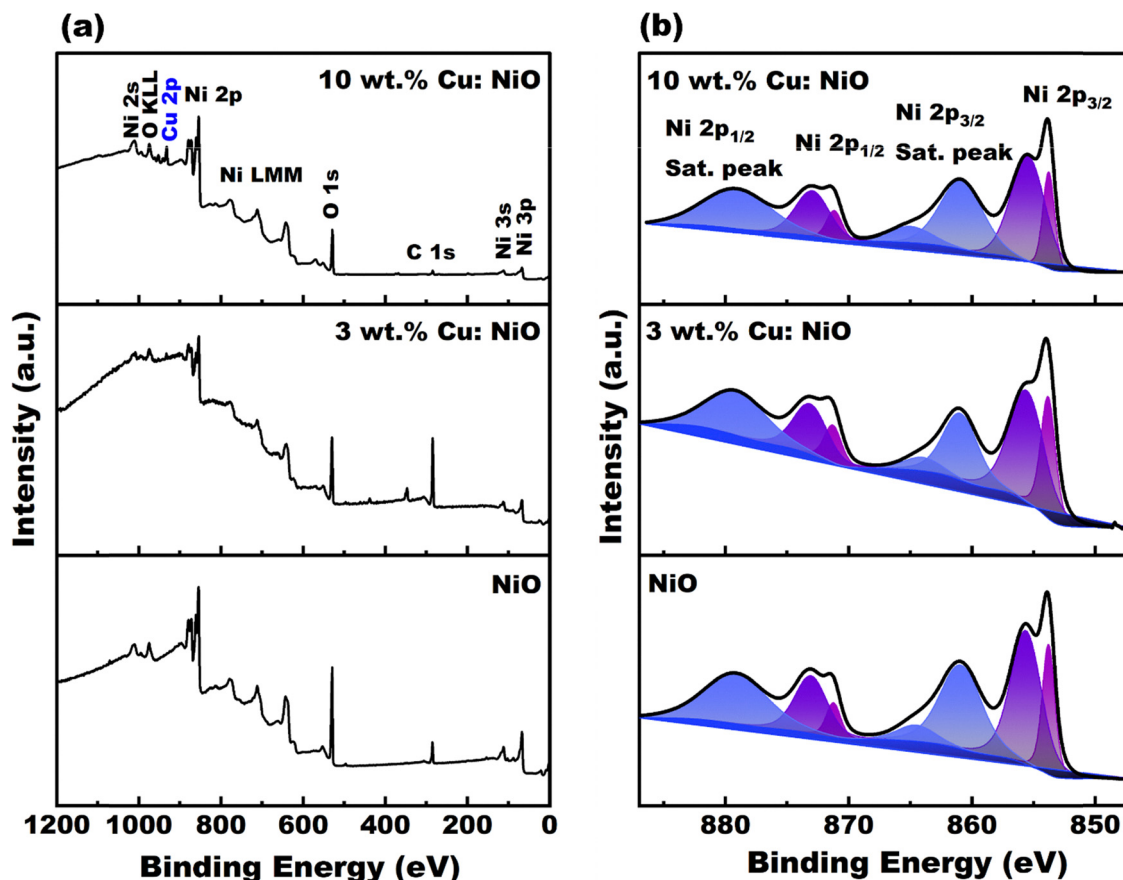 (a)
10 wt.% Cu: NiO
Ni 2s
O KLL
Cu 2p
Ni 2p
Ni LMM
O 1s
C 1s
Ni 3s
Ni 3p
3 wt.% Cu: NiO
NiO
Intensity (a.u.)
1200 1000 800 600 400 200 0
Binding Energy (eV)
(b)
10 wt.% Cu: NiO
Ni 2p3/2
Ni 2p1/2
Sat. peak
Ni 2p1/2
Ni 2p3/2
Sat. peak
3 wt.% Cu: NiO
NiO
Intensity (a.u.)
880 870 860 850
Binding Energy (eV)